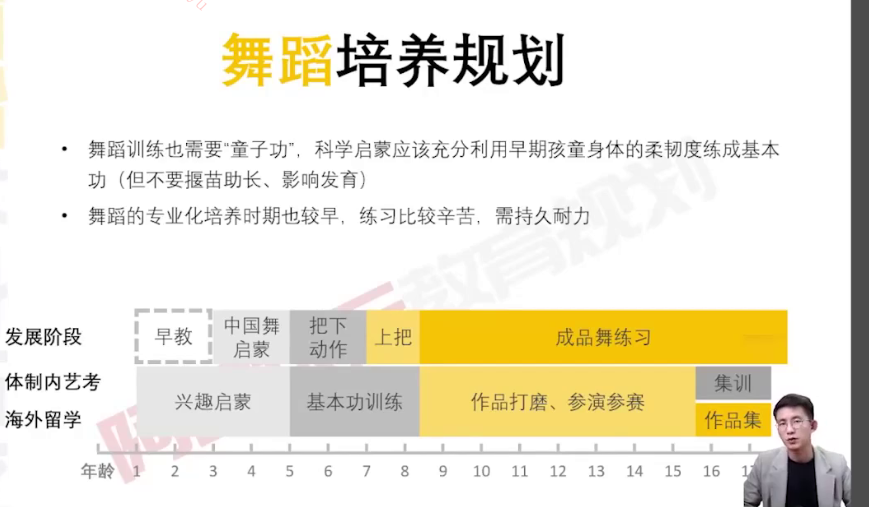 舞蹈培养规划
• 舞蹈训练也需要“童子功”，科学启蒙应该充分利用早期孩童身体的柔韧度练成基本
功（但不要揠苗助长、影响发育）
• 舞蹈的专业化培养时期也较早，练习比较辛苦，需持久耐力
发展阶段 早教 中国舞 把下 上把 成品舞练习
启蒙 动作
体制内艺考 集训
兴趣启蒙 基本功训练 作品打磨、参演参赛
海外留学 作品集
年龄 1 2 3 4 5 6 7 8 9 10 11 12 13 14 15 16
教育规划